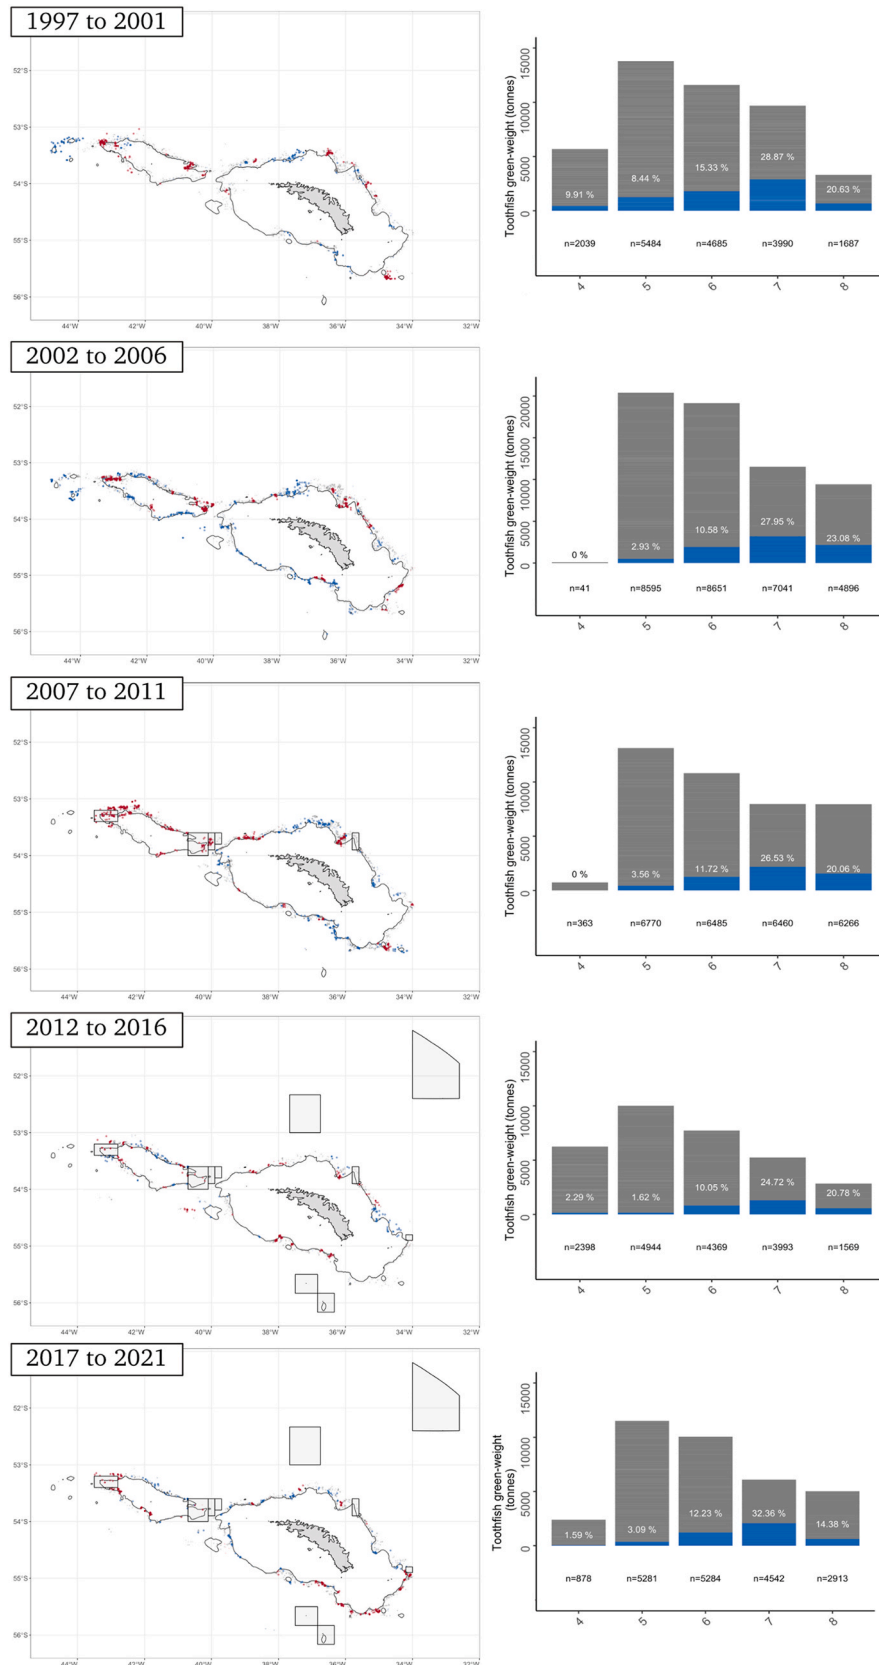 1997 to 2001
52°S
53°S
54°S
55°S
56°S
44°W 42°W 40°W 38°W 36°W 34°W 32°W
Toothfish green-weight (tonnes)
0 5000 10000 15000
9.91 % 8.44 % 15.33 % 28.87 % 20.63 %
n=2039 n=5484 n=4685 n=3990 n=1687
4 5 6 7 8
2002 to 2006
52°S
53°S
54°S
55°S
56°S
44°W 42°W 40°W 38°W 36°W 34°W 32°W
Toothfish green-weight (tonnes)
0 5000 10000 15000 20000
0 % 2.93 % 10.58 % 27.95 % 23.08 %
n=41 n=8595 n=8651 n=7041 n=4896
4 5 6 7 8
2007 to 2011
52°S
53°S
54°S
55°S
56°S
44°W 42°W 40°W 38°W 36°W 34°W 32°W
Toothfish green-weight (tonnes)
0 5000 10000 15000
0 % 3.56 % 11.72 % 26.53 % 20.06 %
n=363 n=6770 n=6485 n=6460 n=6266
4 5 6 7 8
2012 to 2016
52°S
53°S
54°S
55°S
56°S
44°W 42°W 40°W 38°W 36°W 34°W 32°W
Toothfish green-weight (tonnes)
0 5000 10000 15000
2.29 % 1.62 % 10.05 % 24.72 % 20.78 %
n=2398 n=4944 n=4369 n=3993 n=1569
4 5 6 7 8
2017 to 2021
52°S
53°S
54°S
55°S
56°S
44°W 42°W 40°W 38°W 36°W 34°W 32°W
Toothfish green-weight
(tonnes)
0 5000 10000 15000
1.59 % 3.09 % 12.23 % 32.36 % 14.38 %
n=878 n=5281 n=5284 n=4542 n=2913
4 5 6 7 8